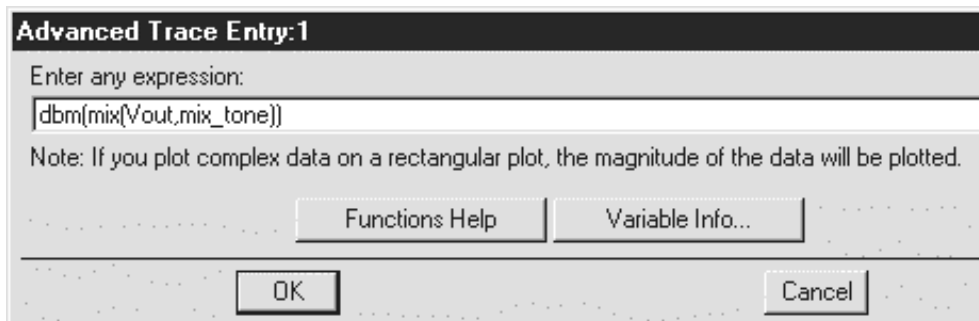 Advanced Trace Entry:1
Enter any expression:
dbm(mix(Vout,mix_tone))
Note: If you plot complex data on a rectangular plot, the magnitude of the data will be plotted.
Functions Help Variable Info...
OK Cancel